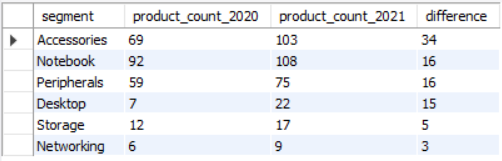 segment product_count_2020 product_count_2021 difference
Accessories 69 103 34
Notebook 92 108 16
Peripherals 59 75 16
Desktop 7 22 15
Storage 12 17 5
Networking 6 9 3